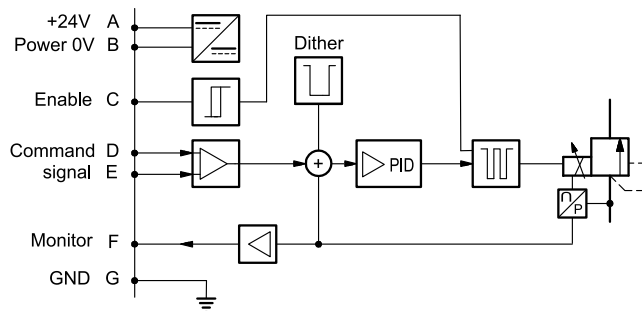 +24V A
Power 0V B
Dither
Enable C
Command D
signal E
+
PID
Monitor F
P
GND G